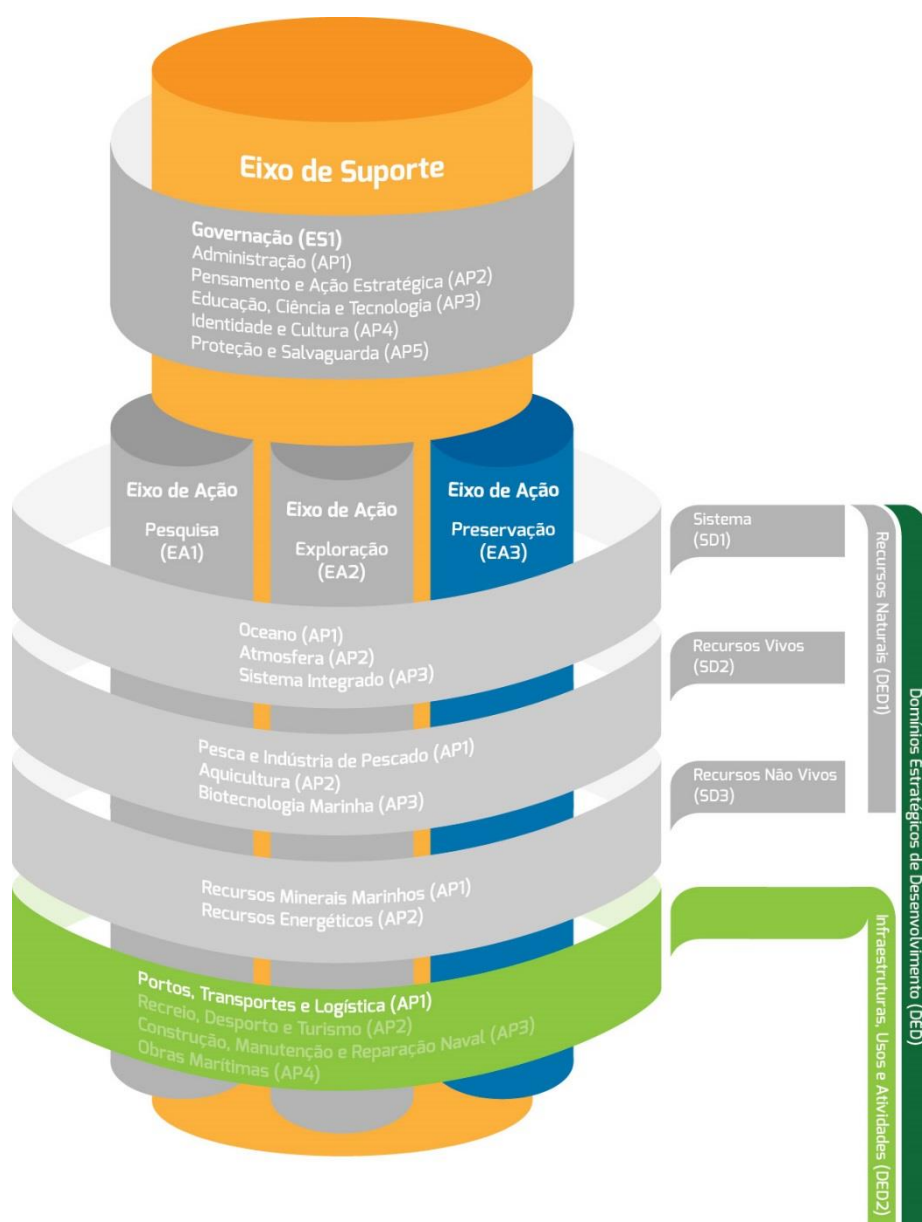 Eixo de Suporte
Governação (ES1)
Administração (AP1)
Pensamento e Ação Estratégica (AP2)
Educação, Ciência e Tecnologia (AP3)
Identidade e Cultura (AP4)
Proteção e Salvaguarda (AP5)
Eixo de Ação
Pesquisa
(EA1)
Eixo de Ação
Exploração
(EA2)
Eixo de Ação
Preservação
(EA3)
Oceano (AP1)
Atmosfera (AP2)
Sistema Integrado (AP3)
Pesca e Indústria de Pescado (AP1)
Aquicultura (AP2)
Biotecnologia Marinha (AP3)
Recursos Minerais Marinhos (AP1)
Recursos Energéticos (AP2)
Portos, Transportes e Logística (AP1)
Recreio, Desporto e Turismo (AP2)
Construção, Manutenção e Reparação Naval (AP3)
Obras Marítimas (AP4)
Sistema
(SD1)
Recursos Vivos
(SD2)
Recursos Não Vivos
(SD3)
Recursos Naturais (DED1)
Infraestruturas, Usos e Atividades (DED2)
Domínios Estratégicos de Desenvolvimento (DED)